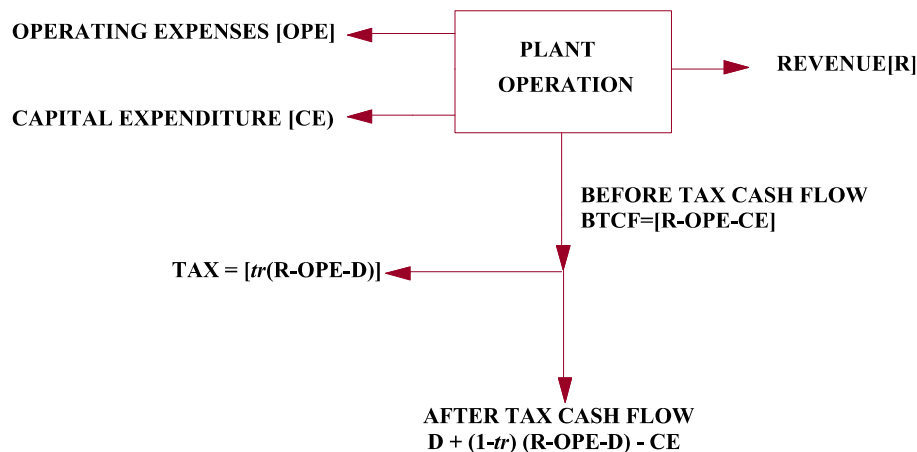 OPERATING EXPENSES [OPE]
PLANT
OPERATION
REVENUE[R]
CAPITAL EXPENDITURE [CE)
BEFORE TAX CASH FLOW
BTCF=[R-OPE-CE]
TAX = [tr(R-OPE-D)]
AFTER TAX CASH FLOW
D + (1-tr) (R-OPE-D) - CE